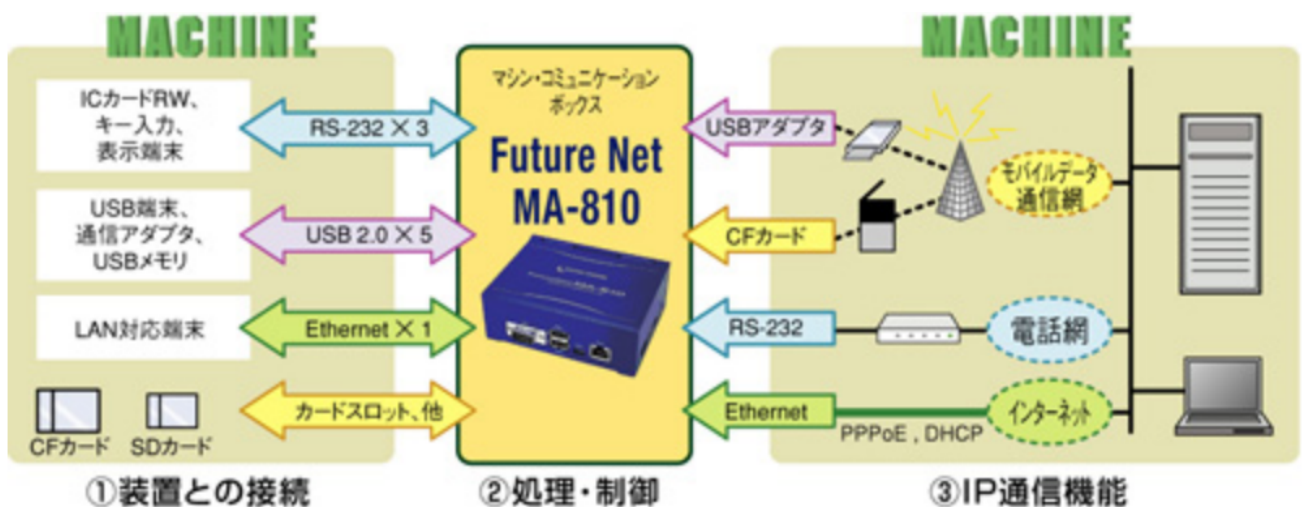 MACHINE
ICカードRW、
キー入力、
表示端末
RS-232×3
USB端末、
通信アダプタ、
USBメモリ
USB 2.0×5
LAN対応端末
Ethernet×1
CFカード
SDカード
カードスロット、他
①装置との接続
マシン・コミュニケーション
ボックス
Future Net
MA-810
②処理・制御
MACHINE
USBアダプタ
モバイルデータ
通信網
CFカード
RS-232
電話網
Ethernet
PPPoE , DHCP
インターネット
③IP通信機能